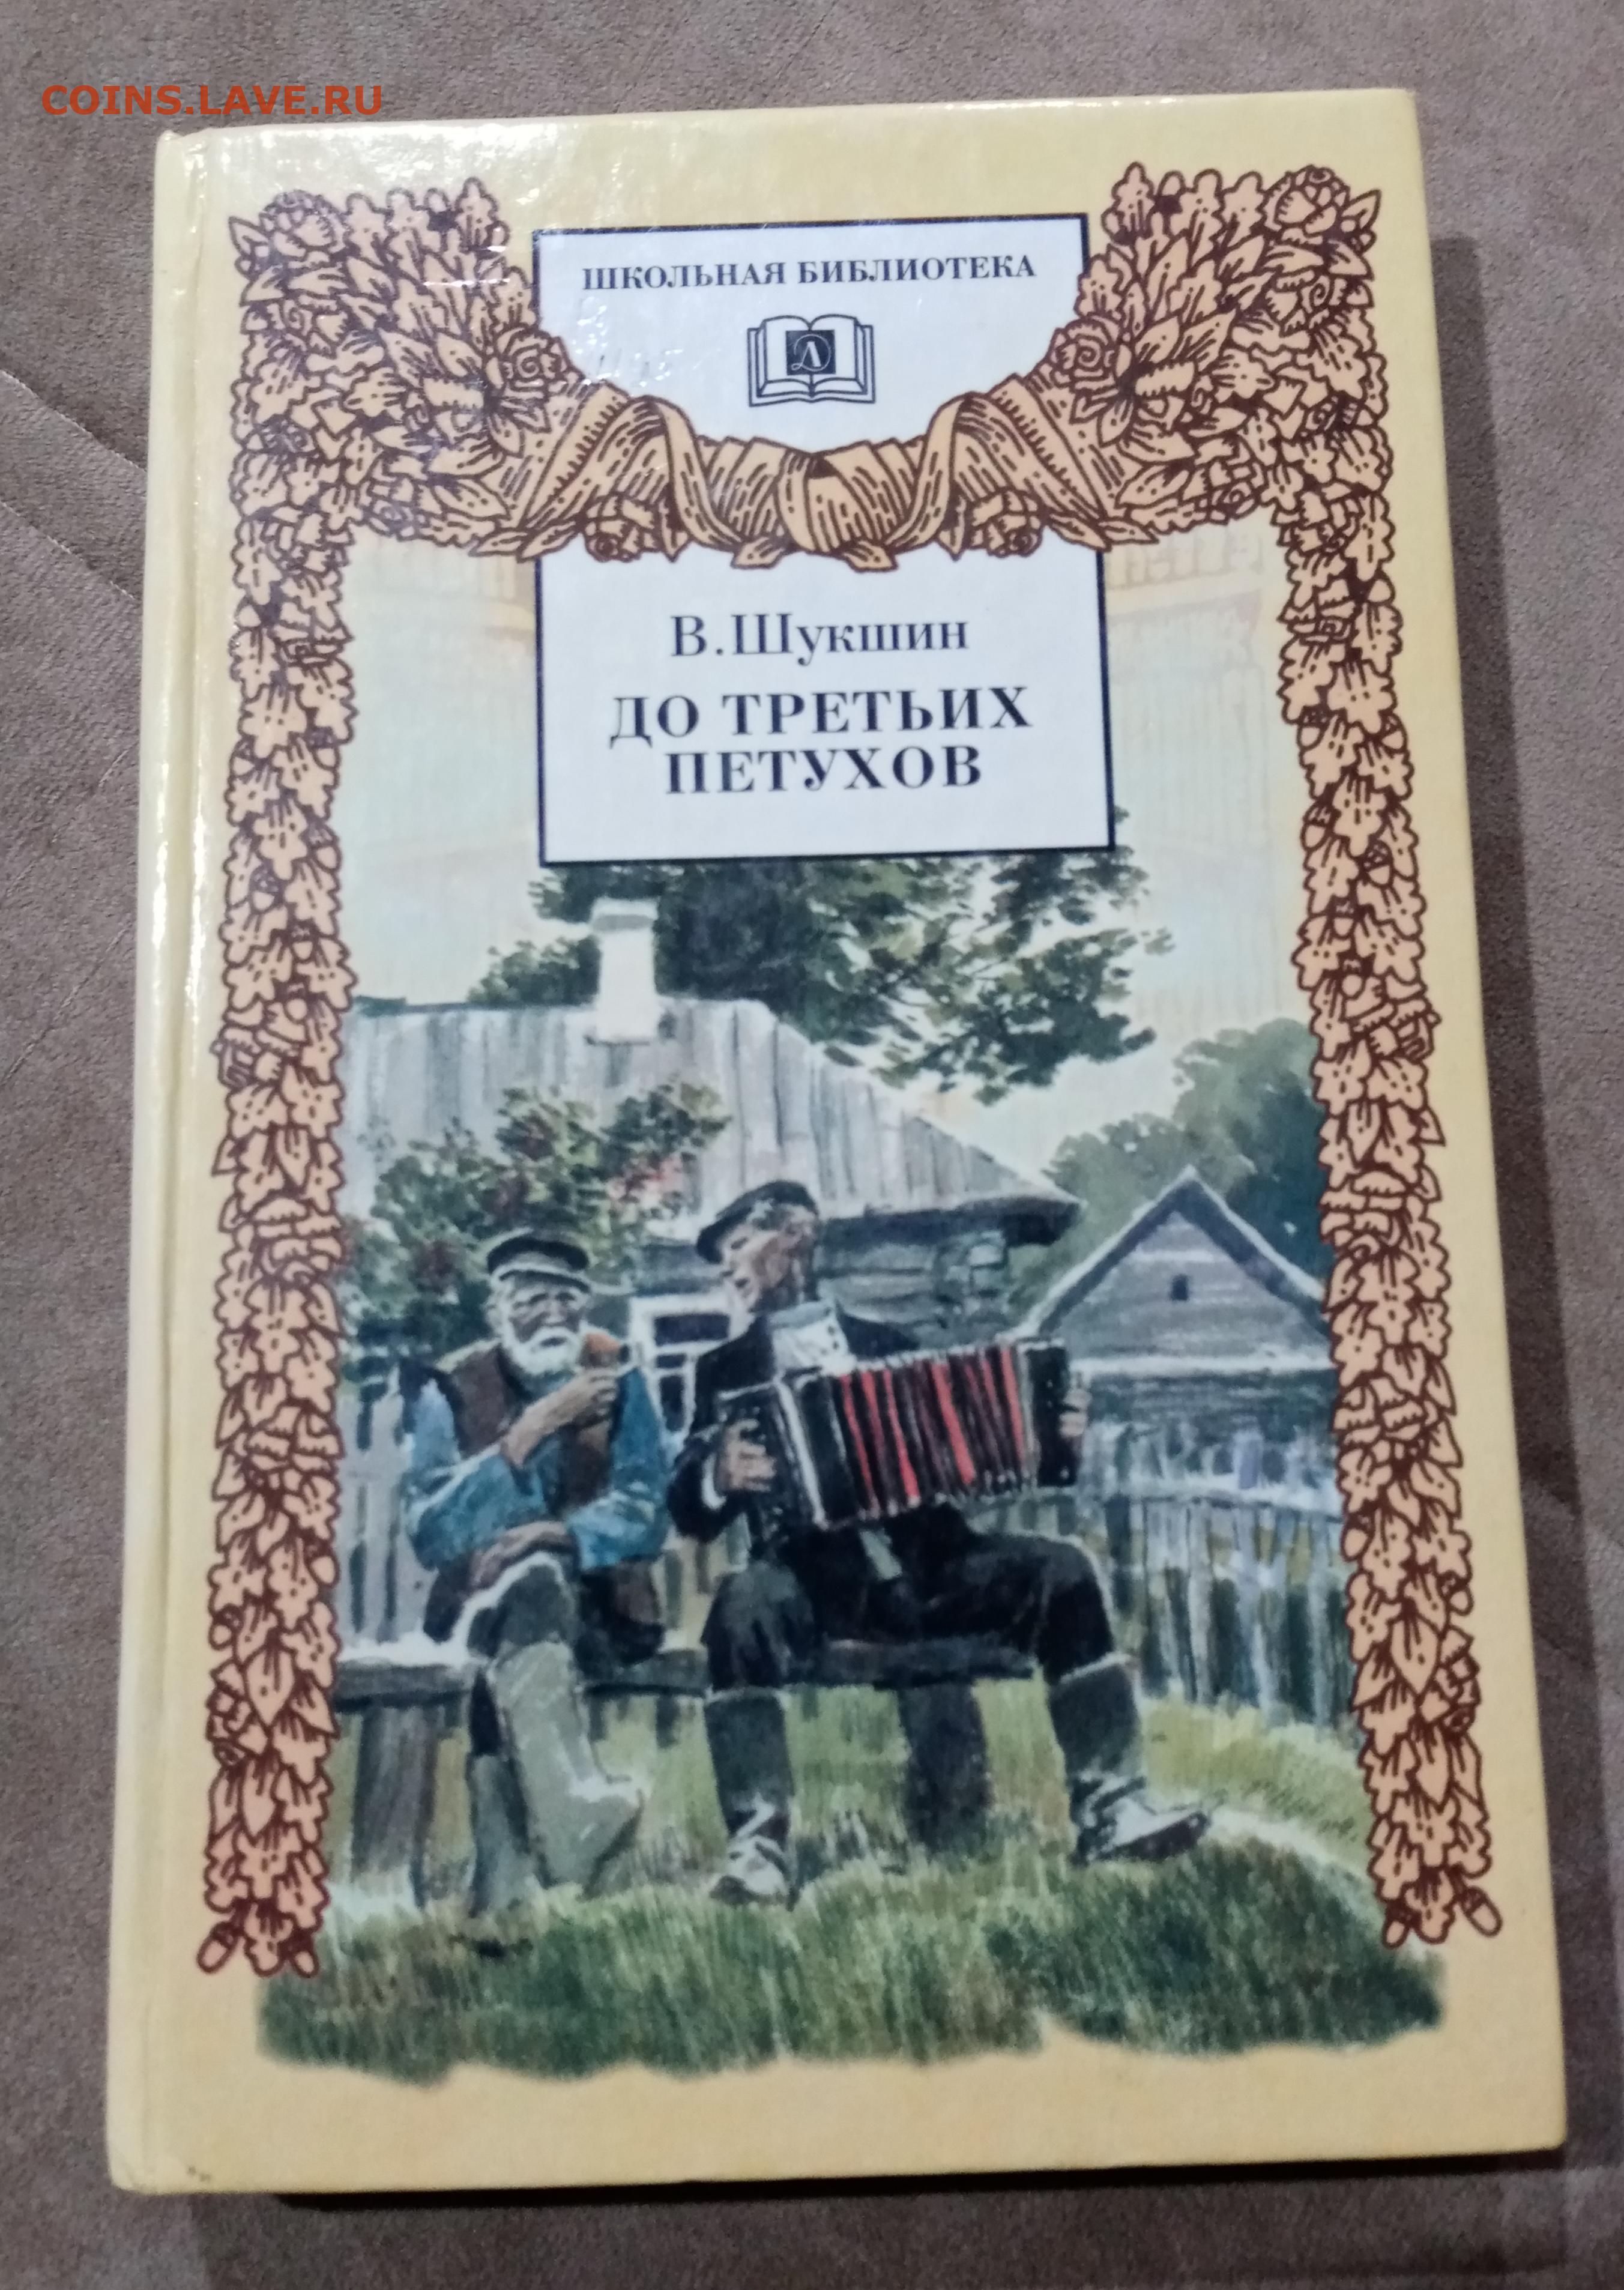 COINS.LAVE.RU
ШКОЛЬНАЯ БИБЛИОТЕКА
Д
В. Шукшин
ДО ТРЕТЬИХ
ПЕТУХОВ